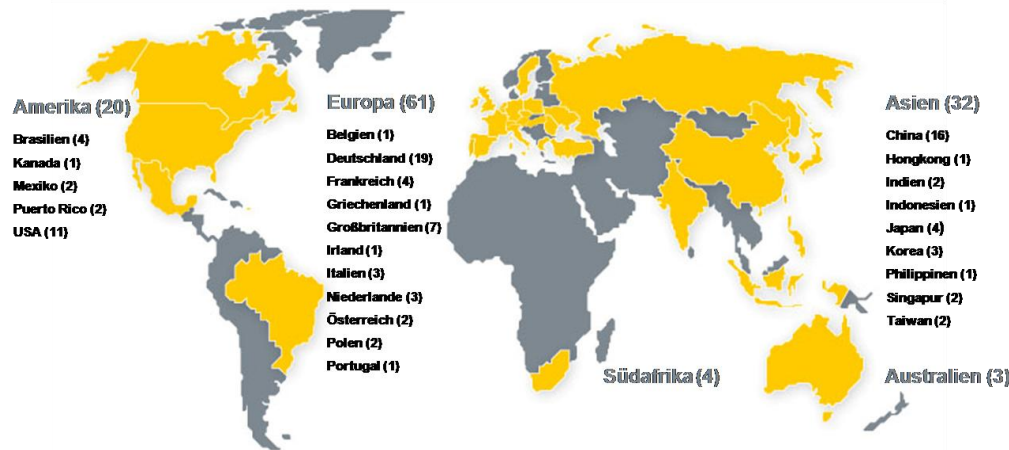 Amerika (20)
Brasilien (4)
Kanada (1)
Mexiko (2)
Puerto Rico (2)
USA (11)
Europa (61)
Belgien (1)
Deutschland (19)
Frankreich (4)
Griechenland (1)
Großbritannien (7)
Irland (1)
Italien (3)
Niederlande (3)
Österreich (2)
Polen (2)
Portugal (1)
Südafrika (4)
Asien (32)
China (16)
Hongkong (1)
Indien (2)
Indonesien (1)
Japan (4)
Korea (3)
Philippinen (1)
Singapur (2)
Taiwan (2)
Australien (3)